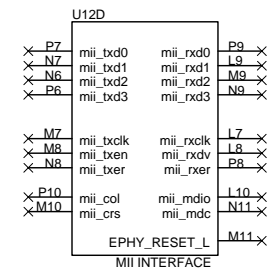 U12D
P7 mii_txd0 mii_rxd0 P9
N7 mii_txd1 mii_rxd1 L9
N6 mii_txd2 mii_rxd2 M9
P6 mii_txd3 mii_rxd3 N9
M7 mii_txclk mii_rxclk L7
M8 mii_txen mii_rxdv L8
N8 mii_txer mii_rxer P8
P10 mii_col mii_mdio L10
M10 mii_crs mii_mdc N11
EPHY_RESET_L M11
MII INTERFACE